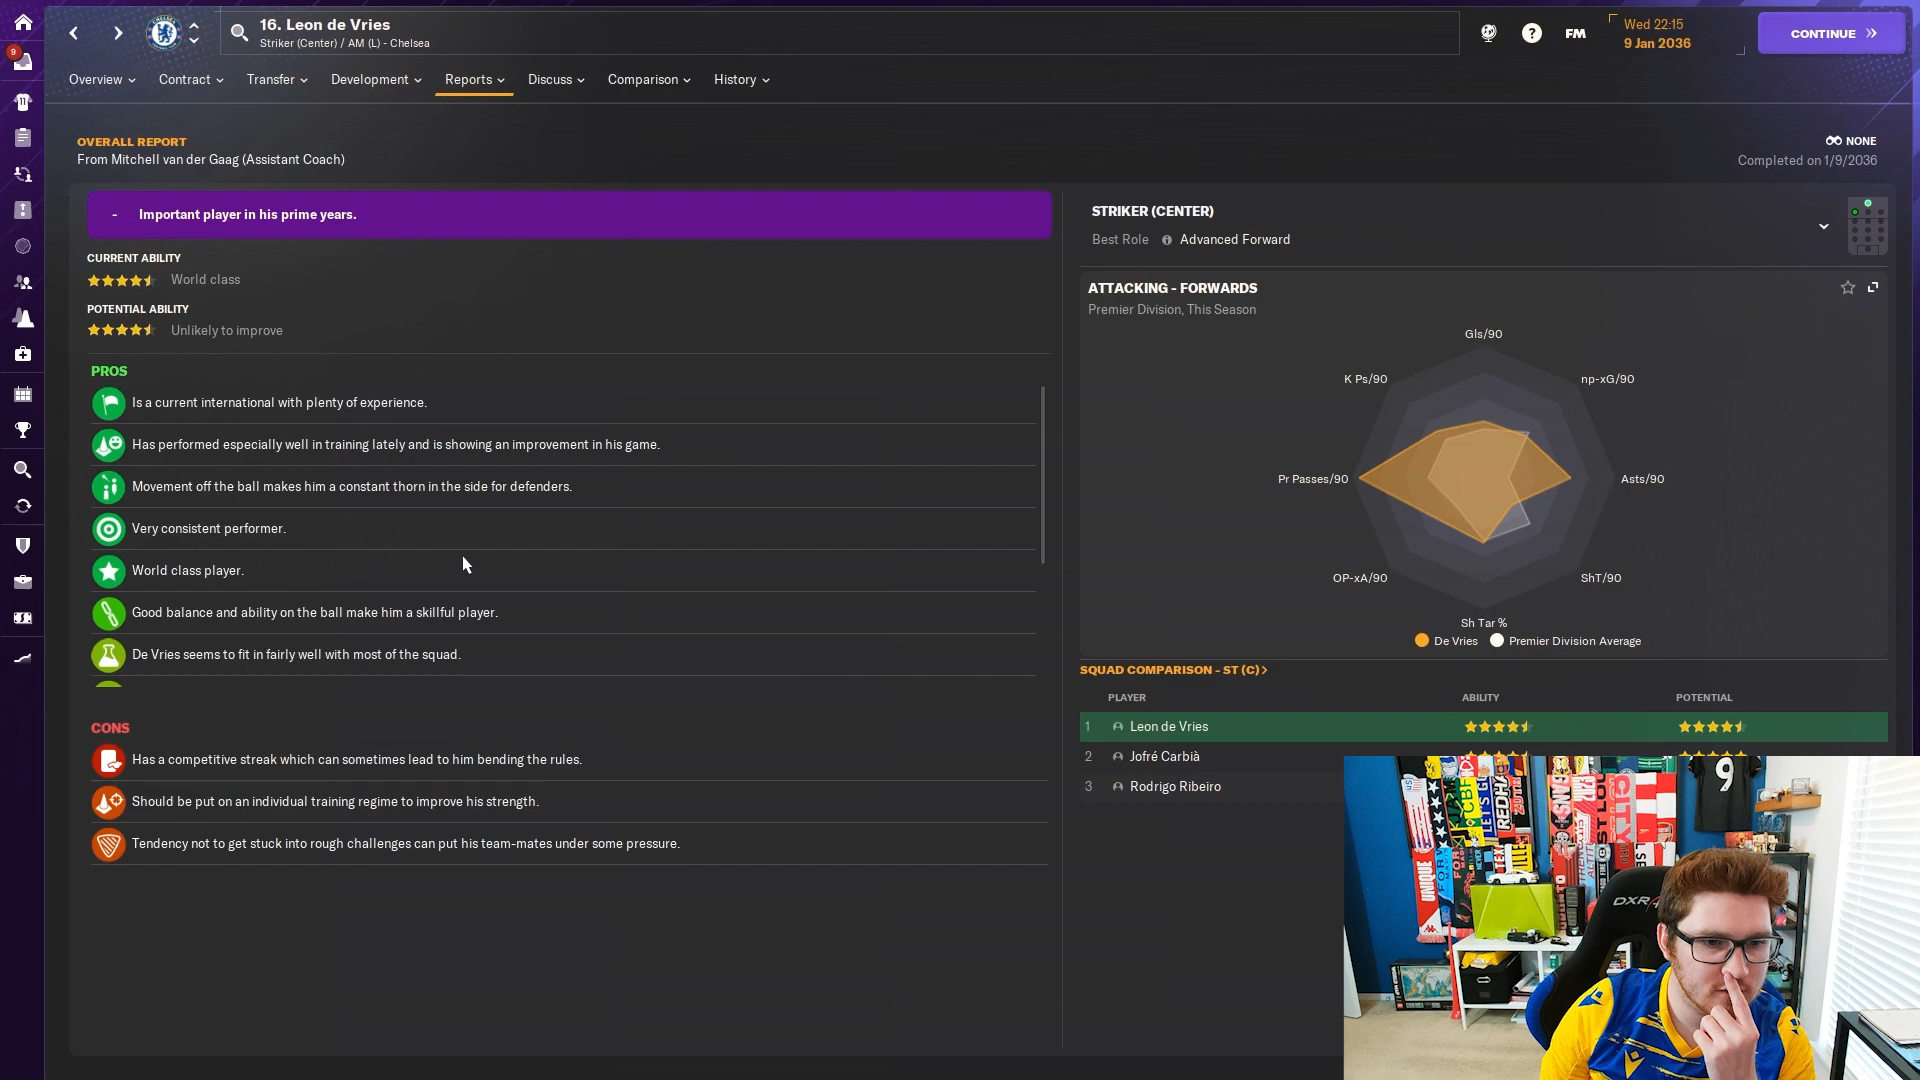 16. Leon de Vries
Striker (Center) / AM (L) - Chelsea
FM
Wed 22:15
9 Jan 2036
CONTINUE
9
Overview
Contract
Transfer
Development
Reports
Discuss
Comparison
History
OVERALL REPORT
From Mitchell van der Gaag (Assistant Coach)
NONE
Completed on 1/9/2036
- Important player in his prime years.
CURRENT ABILITY
World class
POTENTIAL ABILITY
Unlikely to improve
PROS
Is a current international with plenty of experience.
Has performed especially well in training lately and is showing an improvement in his game.
Movement off the ball makes him a constant thorn in the side for defenders.
Very consistent performer.
World class player.
Good balance and ability on the ball make him a skillful player.
De Vries seems to fit in fairly well with most of the squad.
CONS
Has a competitive streak which can sometimes lead to him bending the rules.
Should be put on an individual training regime to improve his strength.
Tendency not to get stuck into rough challenges can put his team-mates under some pressure.
STRIKER (CENTER)
Best Role Advanced Forward
ATTACKING - FORWARDS
Premier Division, This Season
Gls/90
K Ps/90
np-xG/90
Pr Passes/90
Asts/90
OP-xA/90
ShT/90
Sh Tar %
De Vries
Premier Division Average
SQUAD COMPARISON - ST (C)
PLAYER ABILITY POTENTIAL
1 Leon de Vries
2 Jofré Carbià
3 Rodrigo Ribeiro
9
UNIQUE
CITY
DXR